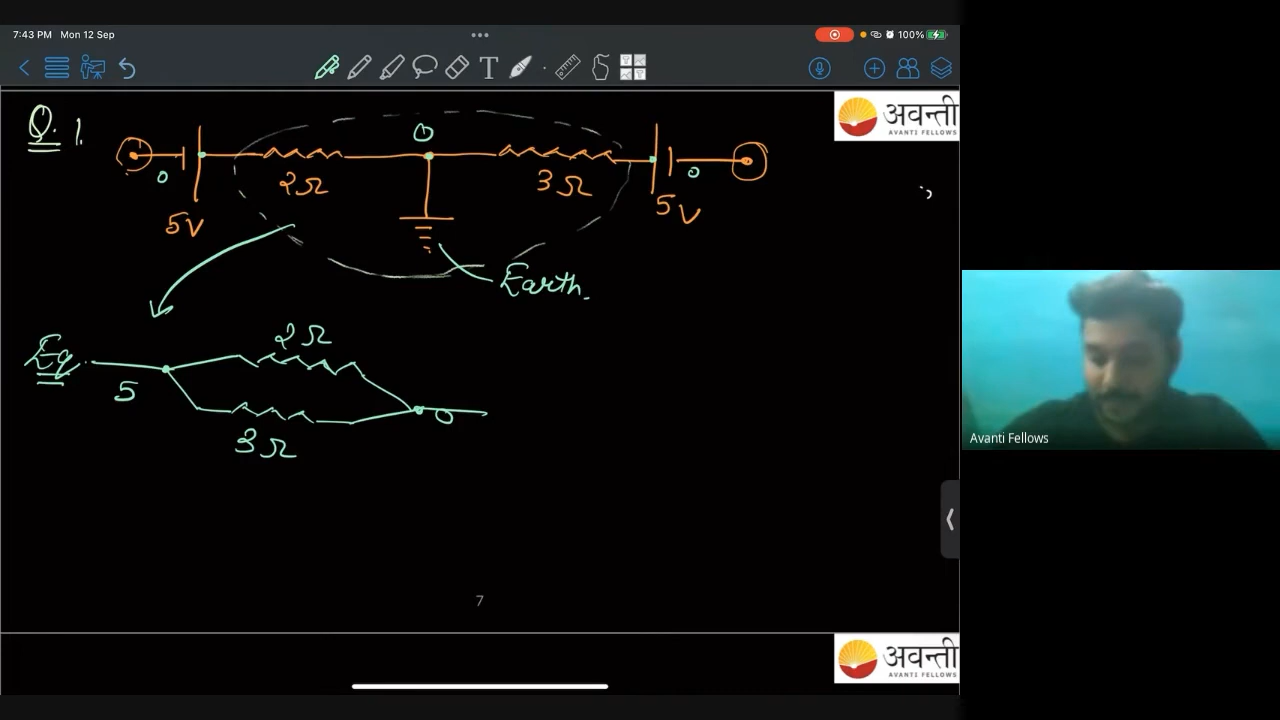 7:43 PM Mon 12 Sep
100%
T
अवन्ती
AVANTI FELLOWS
Q. 1.
0
0
0
2Ω
3Ω
5V
5V
Earth.
2Ω
Eq.
5
0
3Ω
Avanti Fellows
7
अवन्ती
AVANTI FELLOWS